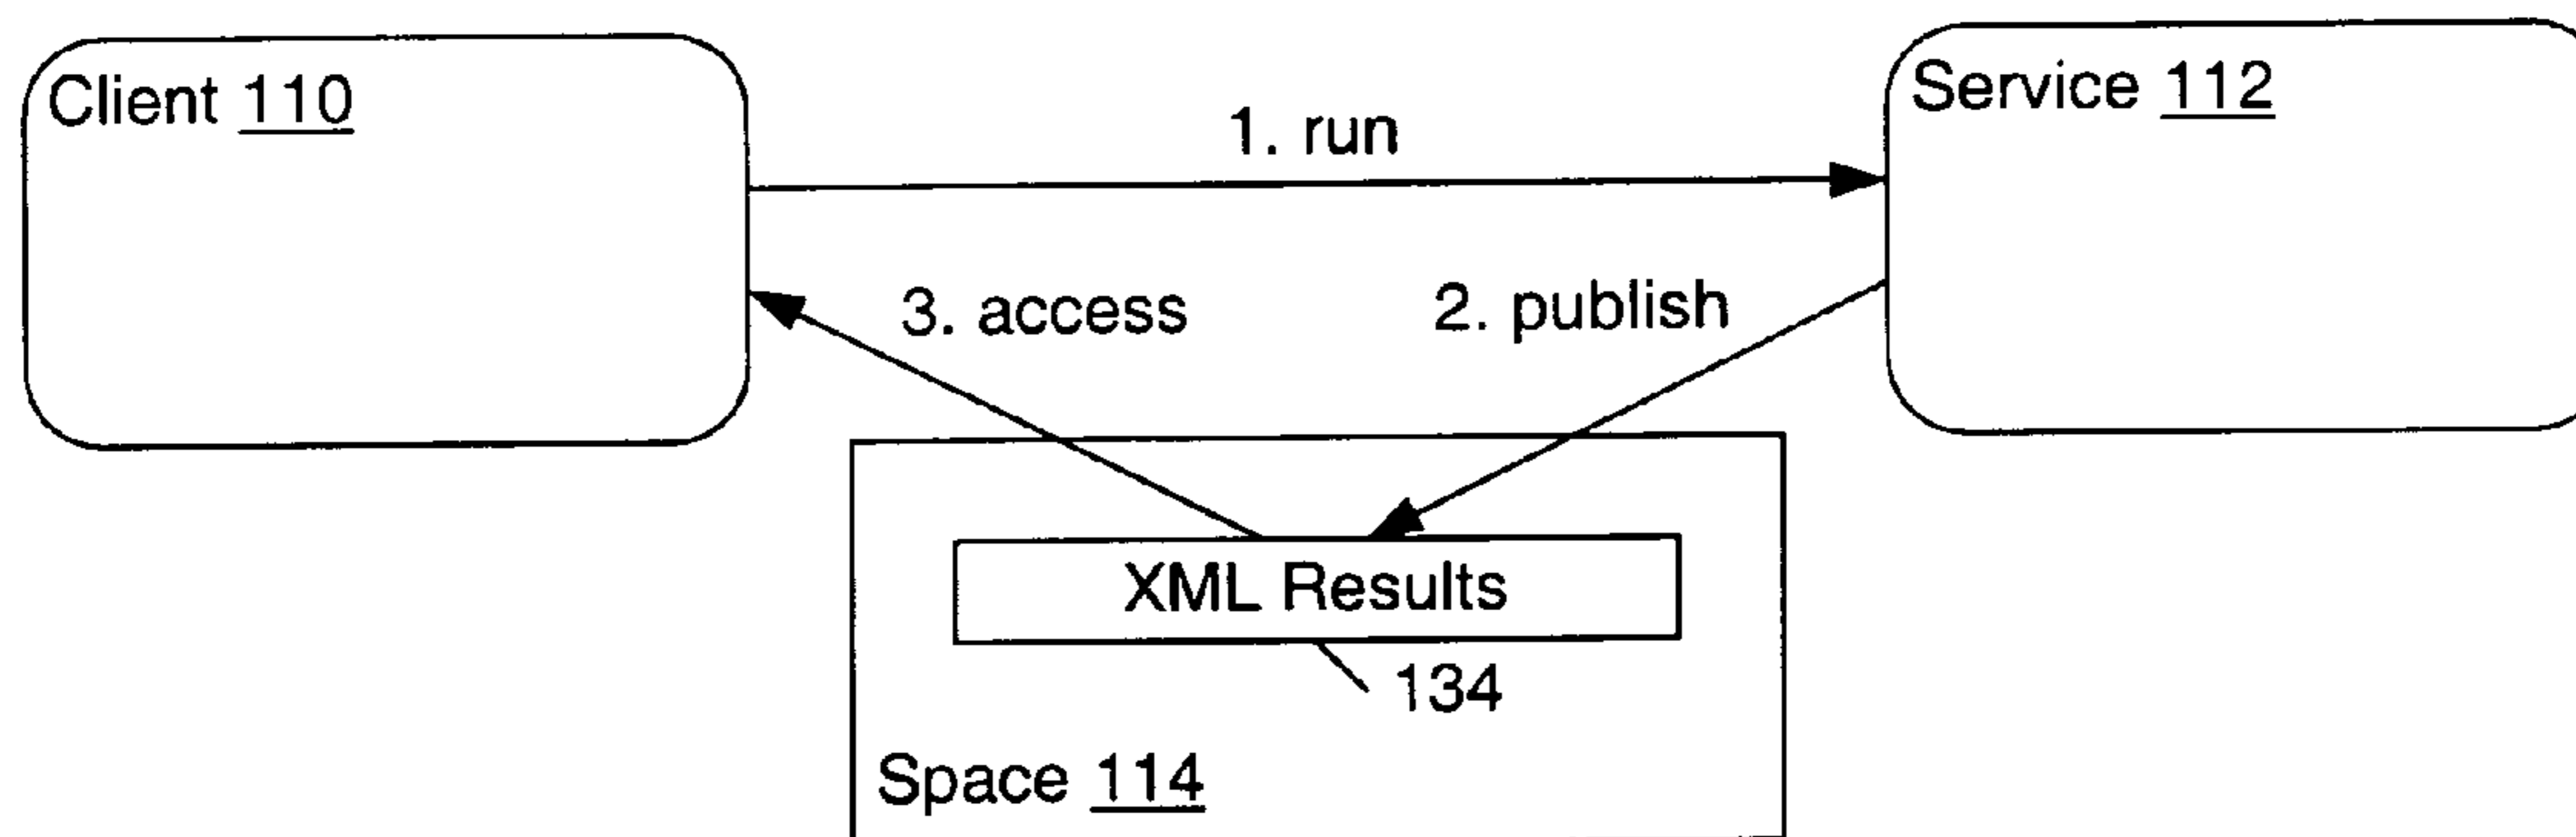 Client 110
Service 112
1. run
3. access
2. publish
XML Results
134
Space 114